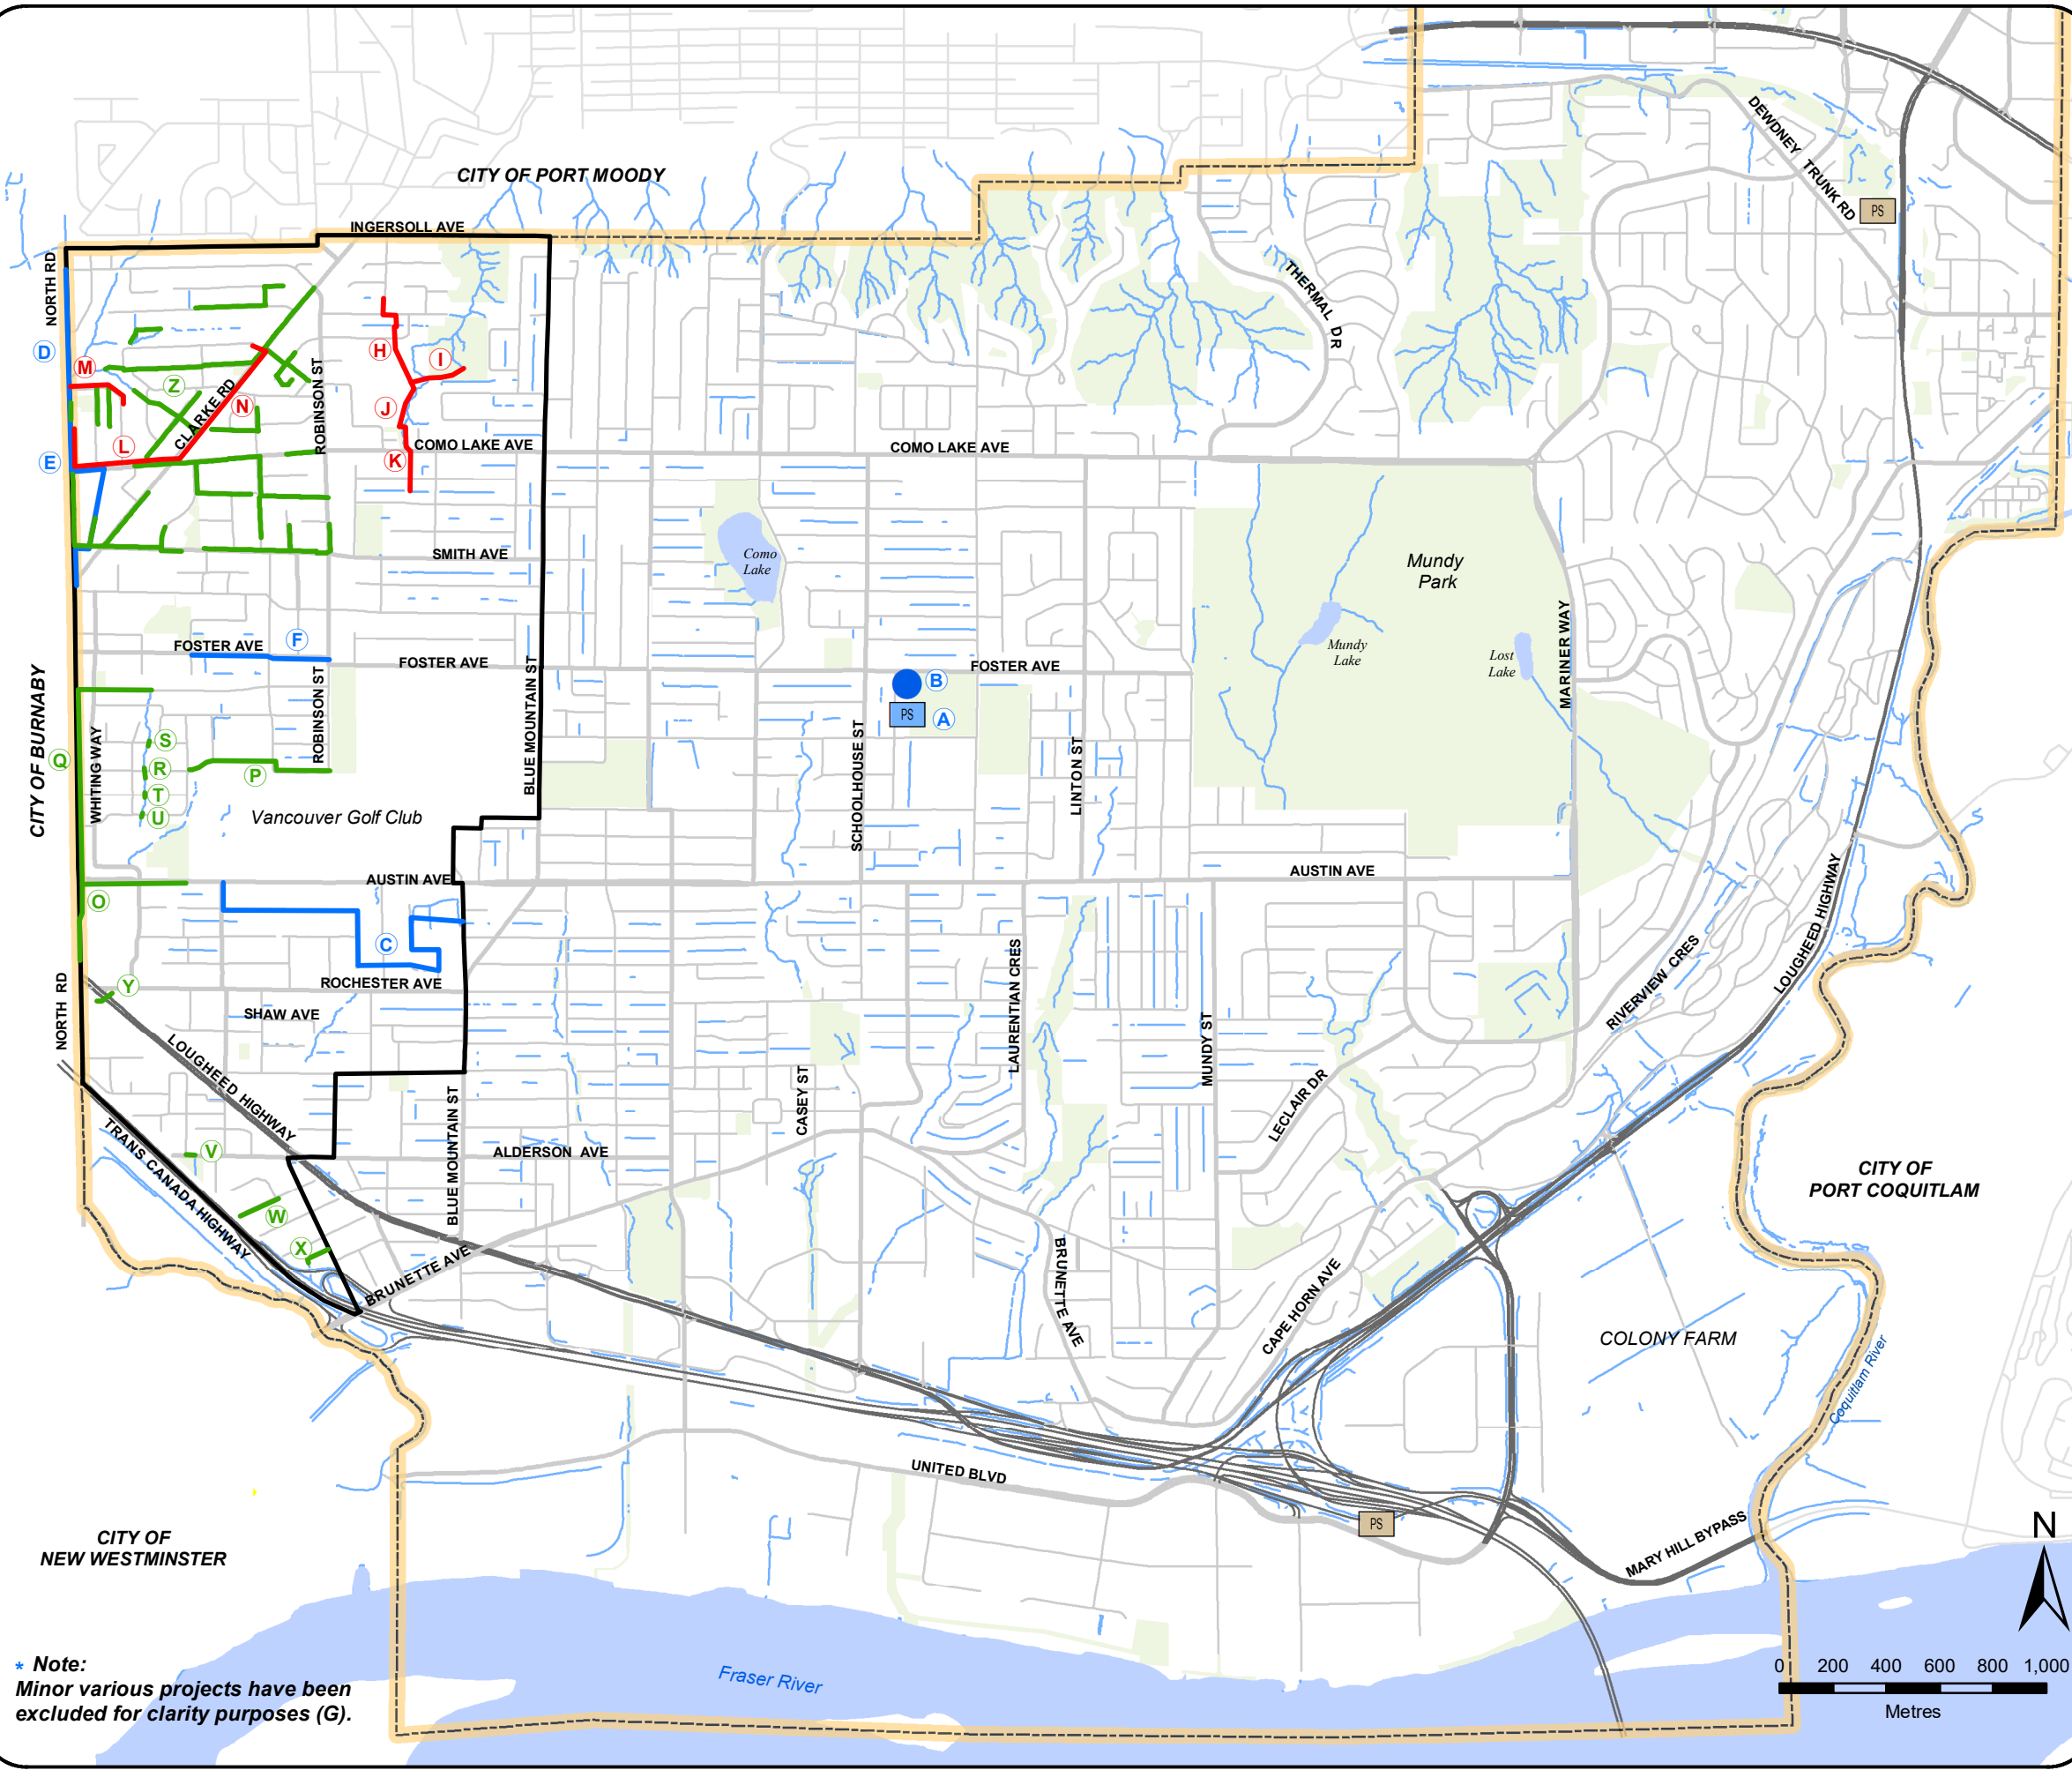 CITY OF PORT MOODY
INGERSOLL AVE
NORTH RD
DEWDNEY TRUNK RD
PS
THERMAL DR
D
M
H
I
Z
N
J
CLARKE RD
ROBINSON ST
L
E
K
COMO LAKE AVE
COMO LAKE AVE
SMITH AVE
Como
Lake
Mundy
Park
FOSTER AVE
F
FOSTER AVE
FOSTER AVE
Mundy
Lake
Lost
Lake
MARINER WAY
B
PS
A
CITY OF BURNABY
Q
WHITING WAY
S
R
T
U
P
ROBINSON ST
BLUE MOUNTAIN ST
SCHOOLHOUSE ST
LINTON ST
Vancouver Golf Club
AUSTIN AVE
AUSTIN AVE
O
C
LAURENTIAN CRES
RIVERVIEW CRES
LOUGHEED HIGHWAY
Y
ROCHESTER AVE
NORTH RD
SHAW AVE
LOUGHEED HIGHWAY
MUNDY ST
CASEY ST
LECLAIR DR
BLUE MOUNTAIN ST
TRANS CANADA HIGHWAY
V
ALDERSON AVE
CITY OF
PORT COQUITLAM
W
X
BRUNETTE AVE
BRUNETTE AVE
CAPE HORN AVE
COLONY FARM
Coquitlam River
UNITED BLVD
PS
MARY HILL BYPASS
CITY OF
NEW WESTMINSTER
N
* Note:
Minor various projects have been
excluded for clarity purposes (G).
Fraser River
0 200 400 600 800 1,000
Metres